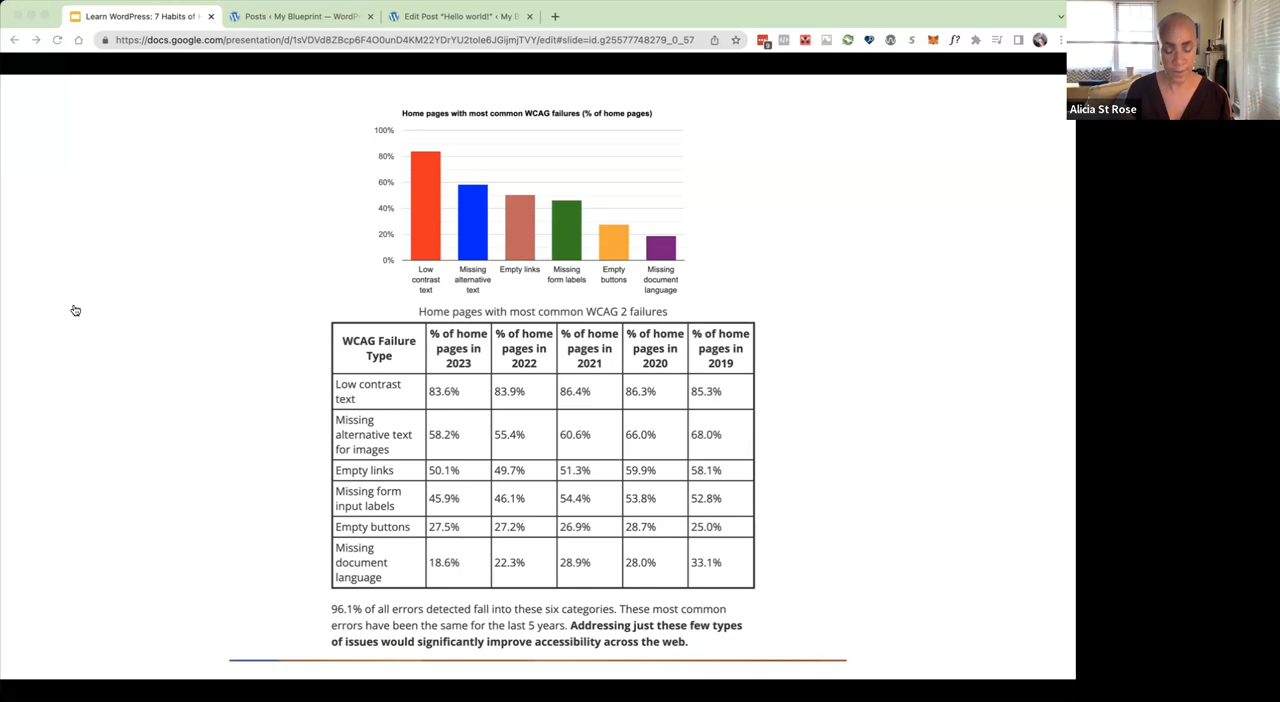 Learn WordPress: 7 Habits of
Posts ‹ My Blueprint — WordP
Edit Post "Hello world!" ‹ My B
https://docs.google.com/presentation/d/1sVDVd8ZBcp6F4O0unD4KM22YDrYU2tole6JGijmjTVY/edit#slide=id.g25577748279_0_57
Alicia St Rose
Home pages with most common WCAG failures (% of home pages)
100%
80%
60%
40%
20%
0%
Low contrast text
Missing alternative text
Empty links
Missing form labels
Empty buttons
Missing document language
Home pages with most common WCAG 2 failures
WCAG Failure Type | % of home pages in 2023 | % of home pages in 2022 | % of home pages in 2021 | % of home pages in 2020 | % of home pages in 2019
Low contrast text | 83.6% | 83.9% | 86.4% | 86.3% | 85.3%
Missing alternative text for images | 58.2% | 55.4% | 60.6% | 66.0% | 68.0%
Empty links | 50.1% | 49.7% | 51.3% | 59.9% | 58.1%
Missing form input labels | 45.9% | 46.1% | 54.4% | 53.8% | 52.8%
Empty buttons | 27.5% | 27.2% | 26.9% | 28.7% | 25.0%
Missing document language | 18.6% | 22.3% | 28.9% | 28.0% | 33.1%
96.1% of all errors detected fall into these six categories. These most common
errors have been the same for the last 5 years. Addressing just these few types
of issues would significantly improve accessibility across the web.